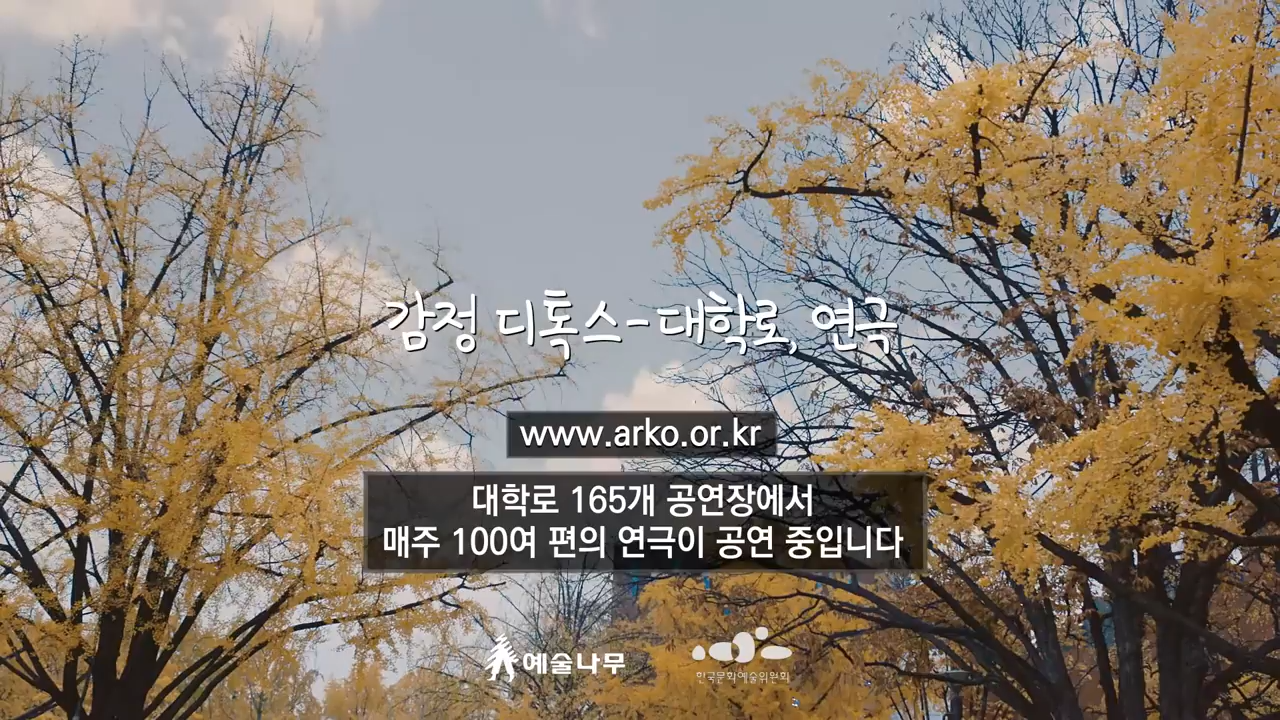 감정 디톡스-대학로, 연극
www.arko.or.kr
대학로 165개 공연장에서
매주 100여 편의 연극이 공연 중입니다
예술나무
한국문화예술위원회